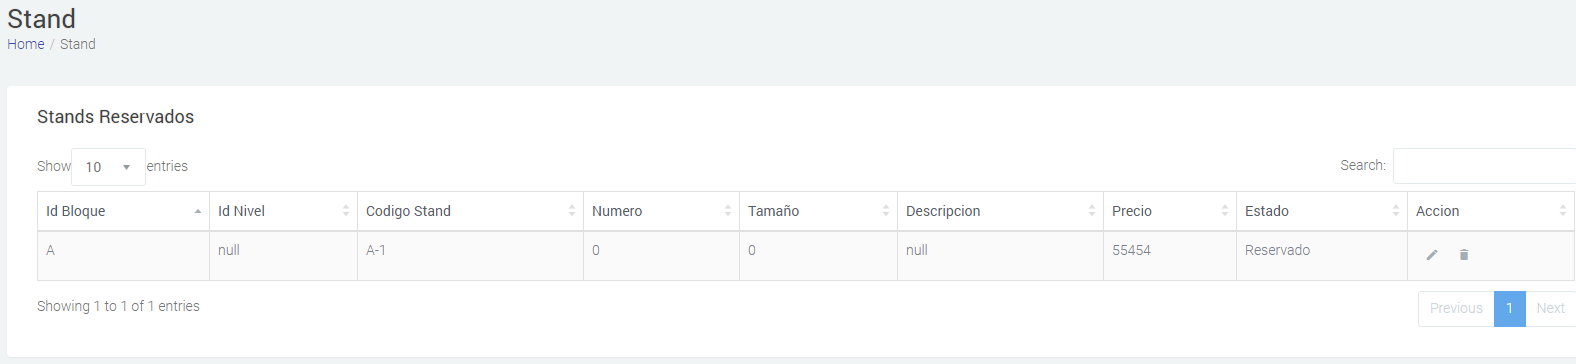 Stand
Home / Stand
Stands Reservados
Show 10 entries
Search:
Id Bloque Id Nivel Codigo Stand Numero Tamaño Descripcion Precio Estado Accion
A null A-1 0 0 null 55454 Reservado
Showing 1 to 1 of 1 entries
Previous 1 Next